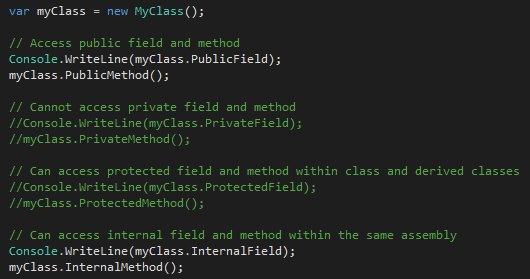 var myClass = new MyClass();
// Access public field and method
Console.WriteLine(myClass.PublicField);
myClass.PublicMethod();
// Cannot access private field and method
//Console.WriteLine(myClass.PrivateField);
//myClass.PrivateMethod();
// Can access protected field and method within class and derived classes
//Console.WriteLine(myClass.ProtectedField);
//myClass.ProtectedMethod();
// Can access internal field and method within the same assembly
Console.WriteLine(myClass.InternalField);
myClass.InternalMethod();